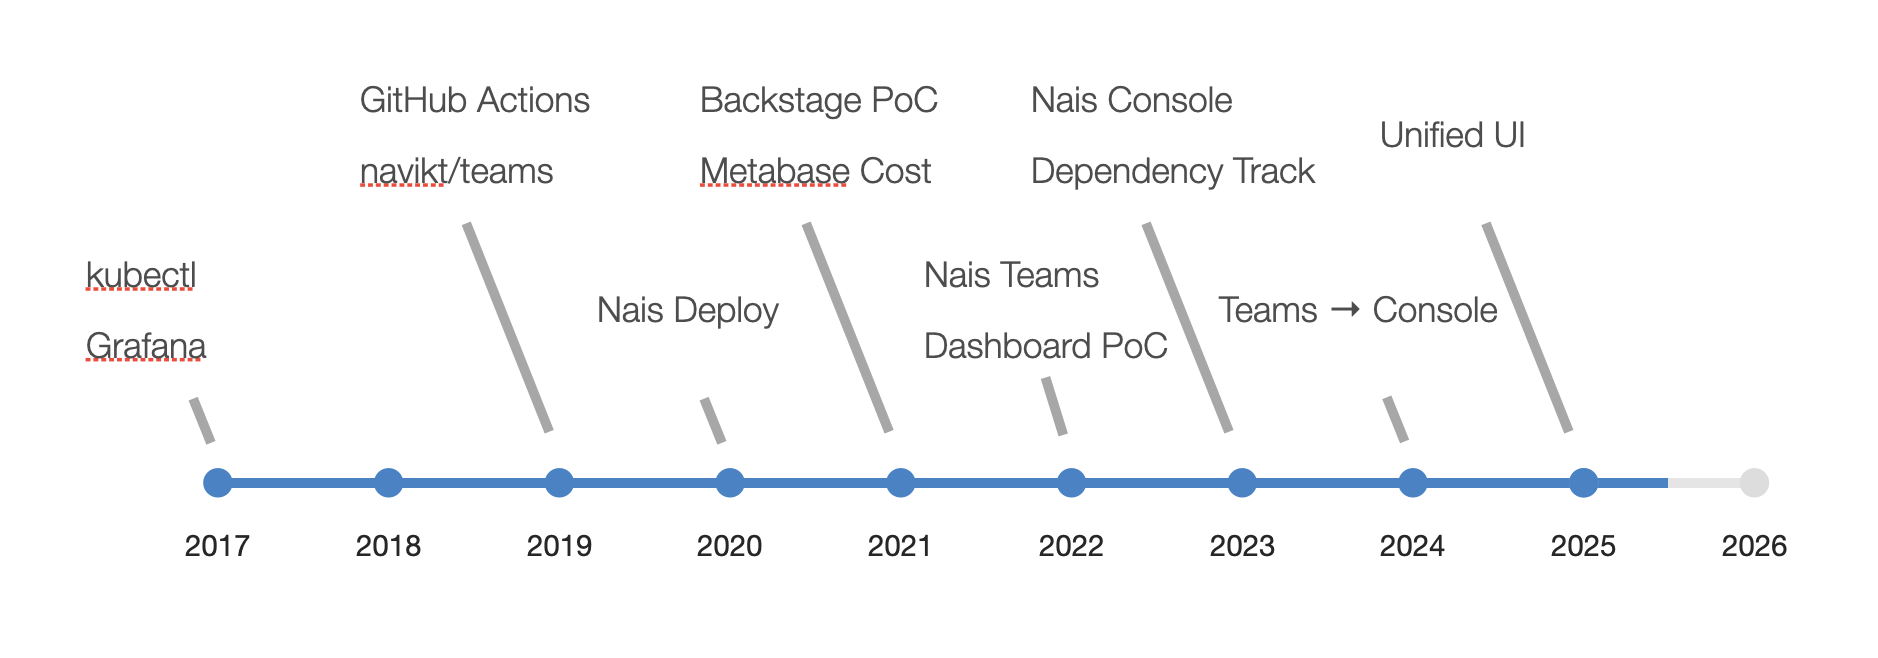 GitHub Actions
navikt/teams
Backstage PoC
Metabase Cost
Nais Console
Dependency Track
Unified UI
kubectl
Grafana
Nais Deploy
Nais Teams
Dashboard PoC
Teams → Console
2017
2018
2019
2020
2021
2022
2023
2024
2025
2026